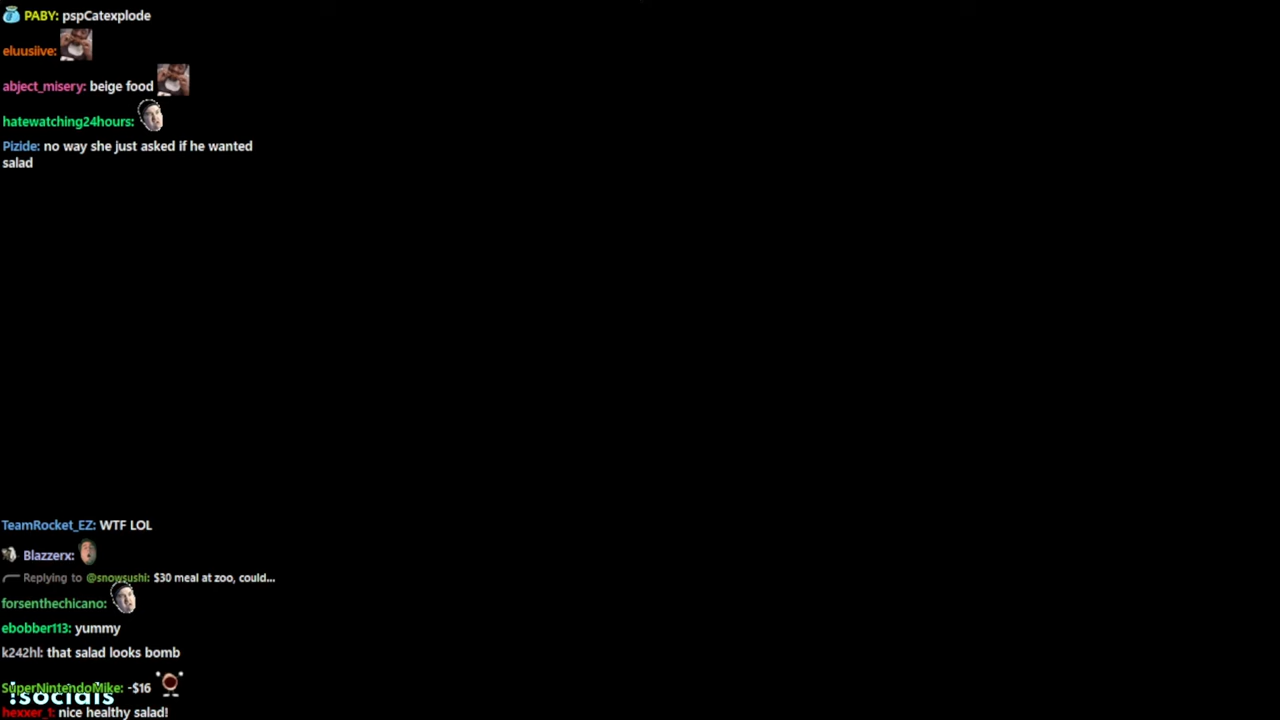 PABY: pspCatexplode
eluusiive:
abject_misery: beige food
hatewatching24hours:
Pizide: no way she just asked if he wanted
salad
TeamRocket_EZ: WTF LOL
Blazzerx:
Replying to @snowsushi: $30 meal at zoo, could...
forsenthechicano:
ebobber113: yummy
k242hl: that salad looks bomb
SuperNintendoMike: -$16
!socials
hexxer_1: nice healthy salad!